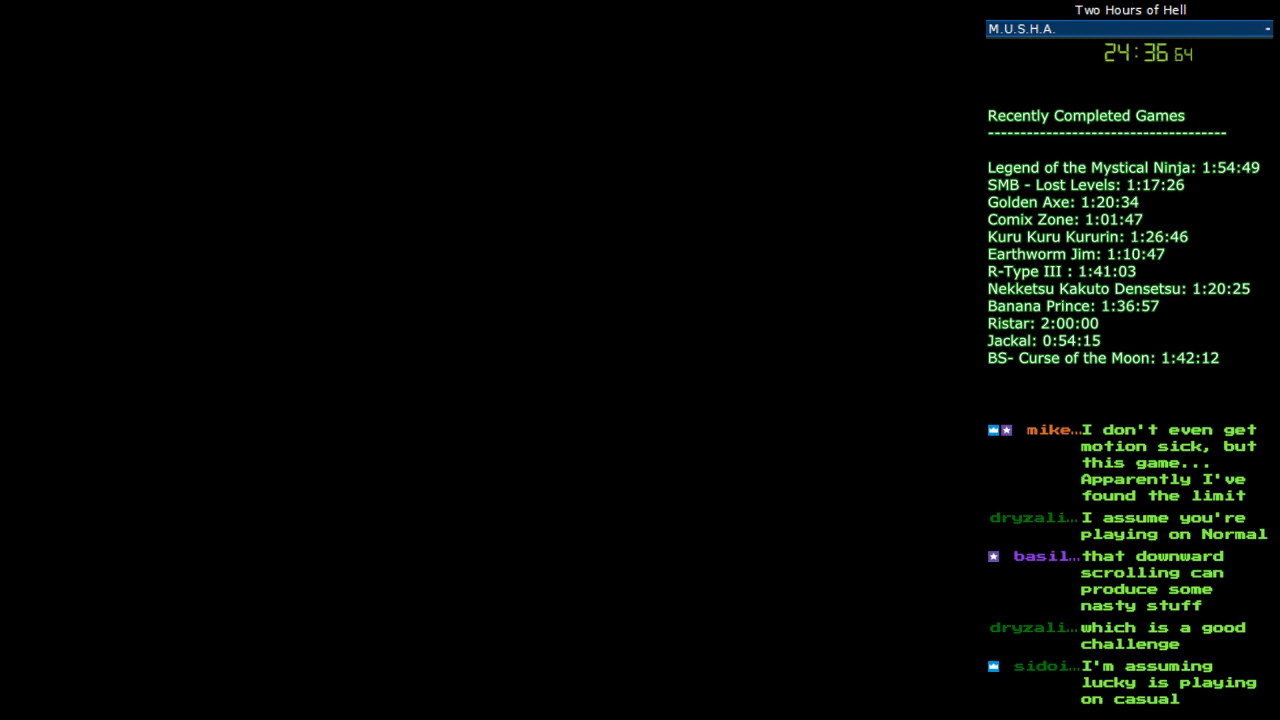 Two Hours of Hell
M.U.S.H.A. -
24:36 64
Recently Completed Games
-------------------------------------
Legend of the Mystical Ninja: 1:54:49
SMB - Lost Levels: 1:17:26
Golden Axe: 1:20:34
Comix Zone: 1:01:47
Kuru Kuru Kururin: 1:26:46
Earthworm Jim: 1:10:47
R-Type III : 1:41:03
Nekketsu Kakuto Densetsu: 1:20:25
Banana Prince: 1:36:57
Ristar: 2:00:00
Jackal: 0:54:15
BS- Curse of the Moon: 1:42:12
mike...I don't even get
motion sick, but
this game...
Apparently I've
found the limit
dryzali...I assume you're
playing on Normal
basil...that downward
scrolling can
produce some
nasty stuff
dryzali...which is a good
challenge
sidoi...I'm assuming
lucky is playing
on casual